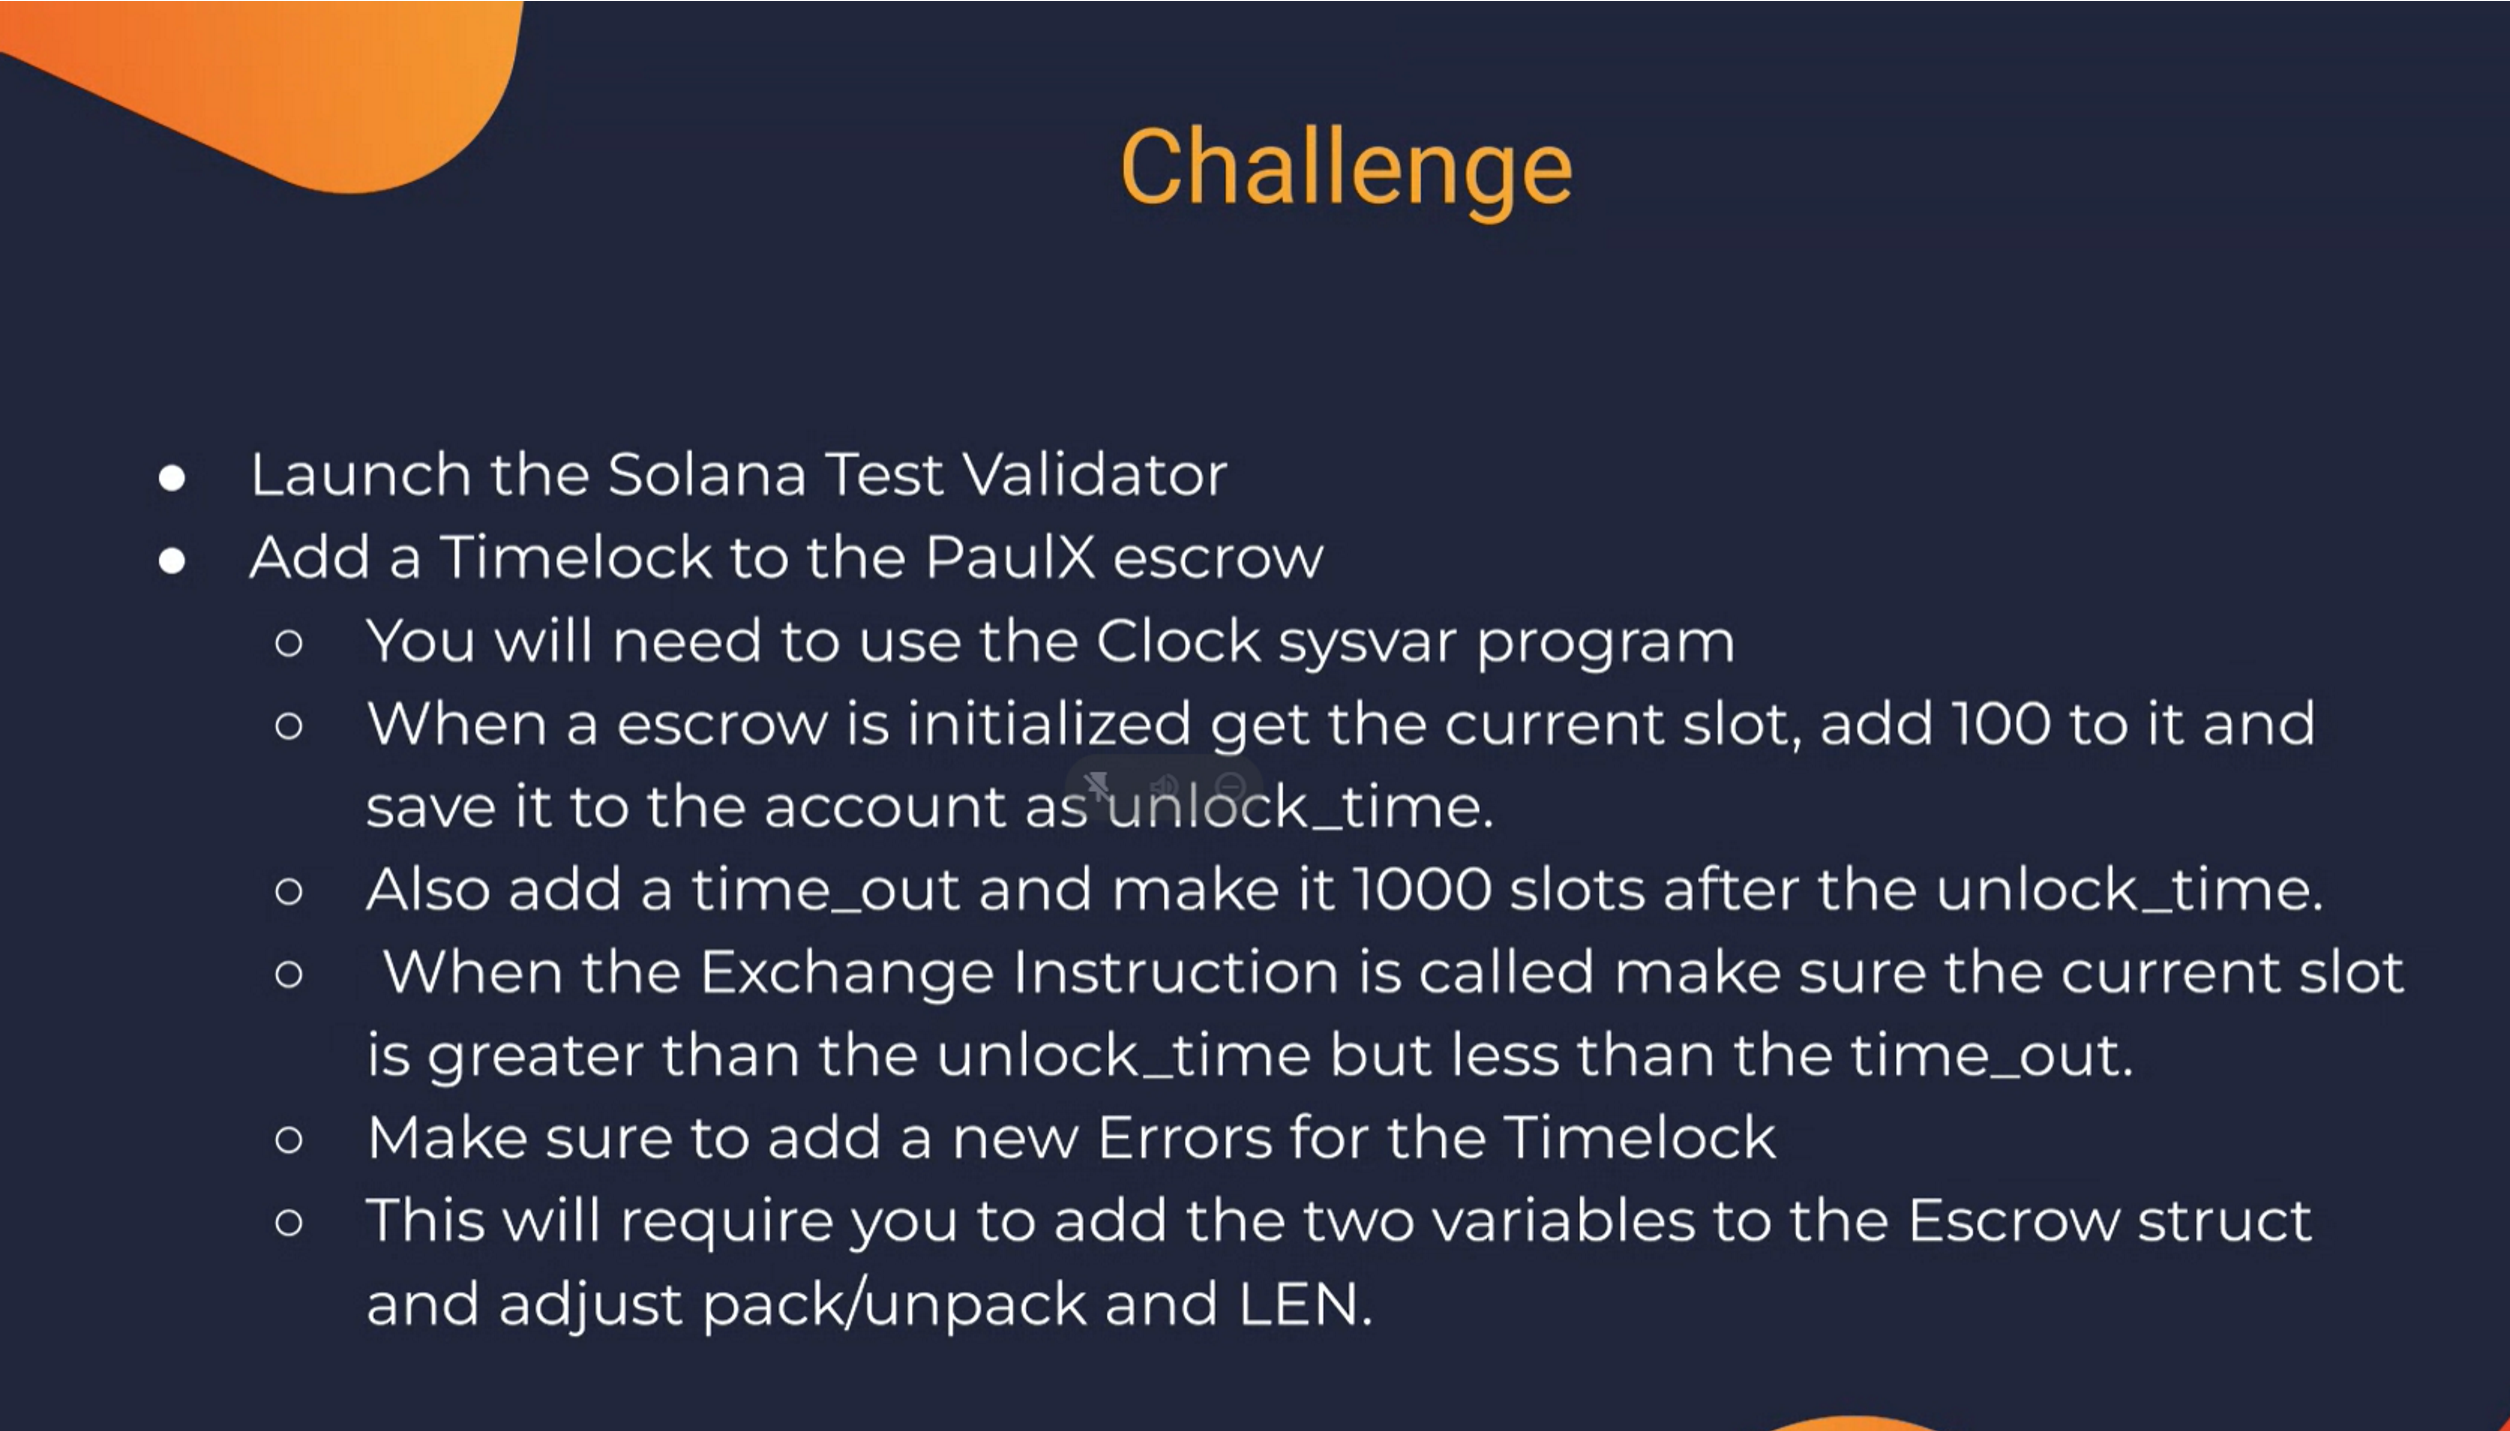 Challenge
● Launch the Solana Test Validator
● Add a Timelock to the PaulX escrow
○ You will need to use the Clock sysvar program
○ When a escrow is initialized get the current slot, add 100 to it and
save it to the account as unlock_time.
○ Also add a time_out and make it 1000 slots after the unlock_time.
○ When the Exchange Instruction is called make sure the current slot
is greater than the unlock_time but less than the time_out.
○ Make sure to add a new Errors for the Timelock
○ This will require you to add the two variables to the Escrow struct
and adjust pack/unpack and LEN.